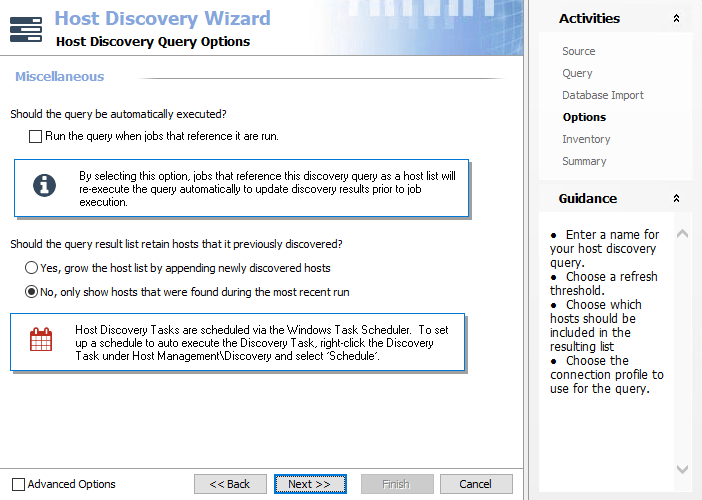 Host Discovery Wizard
Host Discovery Query Options
Miscellaneous
Should the query be automatically executed?
Run the query when jobs that reference it are run.
By selecting this option, jobs that reference this discovery query as a host list will
re-execute the query automatically to update discovery results prior to job
execution.
Should the query result list retain hosts that it previously discovered?
Yes, grow the host list by appending newly discovered hosts
No, only show hosts that were found during the most recent run
Host Discovery Tasks are scheduled via the Windows Task Scheduler.  To set
up a schedule to auto execute the Discovery Task, right-click the Discovery
Task under Host Management\Discovery and select 'Schedule'.
Advanced Options
<< Back
Next >>
Finish
Cancel
Activities
Source
Query
Database Import
Options
Inventory
Summary
Guidance
● Enter a name for
your host discovery
query.
● Choose a refresh
threshold.
● Choose which
hosts should be
included in the
resulting list
● Choose the
connection profile to
use for the query.